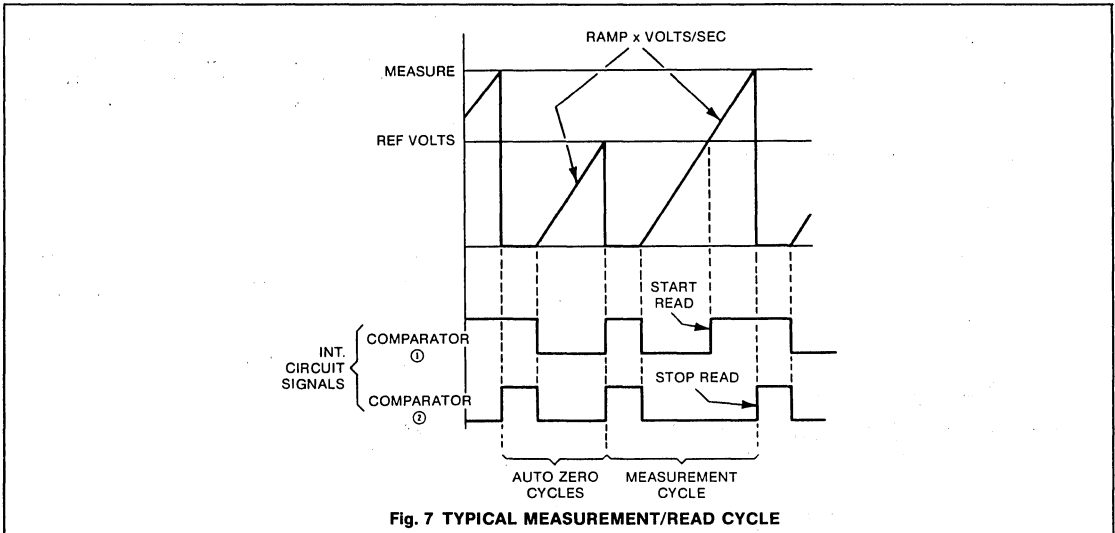 RAMP x VOLTS/SEC
MEASURE
REF VOLTS
START
READ
COMPARATOR
①
INT.
CIRCUIT
SIGNALS
STOP READ
COMPARATOR
②
AUTO ZERO
CYCLES
MEASUREMENT
CYCLE
Fig. 7 TYPICAL MEASUREMENT/READ CYCLE